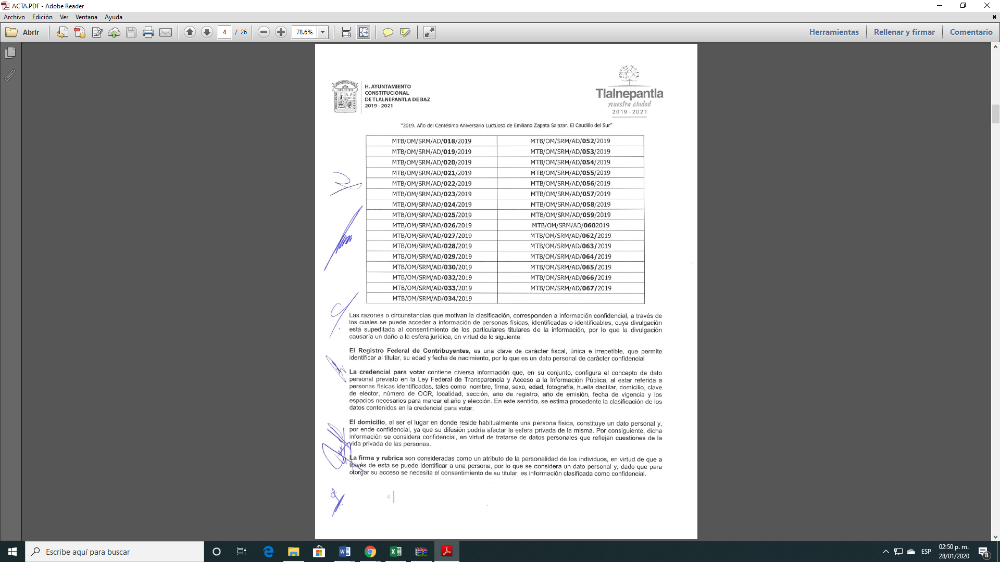 ACTA.PDF - Adobe Reader
Archivo Edición Ver Ventana Ayuda
Abrir 4 / 26 78.6% Herramientas Rellenar y firmar Comentario
H. AYUNTAMIENTO
CONSTITUCIONAL
DE TLALNEPANTLA DE BAZ
2019 - 2021
Tlalnepantla
nuestra ciudad
2019 - 2021
"2019. Año del Centésimo Aniversario Luctuoso de Emiliano Zapata Salazar. El Caudillo del Sur"
MTB/OM/SRM/AD/018/2019 MTB/OM/SRM/AD/052/2019
MTB/OM/SRM/AD/019/2019 MTB/OM/SRM/AD/053/2019
MTB/OM/SRM/AD/020/2019 MTB/OM/SRM/AD/054/2019
MTB/OM/SRM/AD/021/2019 MTB/OM/SRM/AD/055/2019
MTB/OM/SRM/AD/022/2019 MTB/OM/SRM/AD/056/2019
MTB/OM/SRM/AD/023/2019 MTB/OM/SRM/AD/057/2019
MTB/OM/SRM/AD/024/2019 MTB/OM/SRM/AD/058/2019
MTB/OM/SRM/AD/025/2019 MTB/OM/SRM/AD/059/2019
MTB/OM/SRM/AD/026/2019 MTB/OM/SRM/AD/0602019
MTB/OM/SRM/AD/027/2019 MTB/OM/SRM/AD/062/2019
MTB/OM/SRM/AD/028/2019 MTB/OM/SRM/AD/063/2019
MTB/OM/SRM/AD/029/2019 MTB/OM/SRM/AD/064/2019
MTB/OM/SRM/AD/030/2019 MTB/OM/SRM/AD/065/2019
MTB/OM/SRM/AD/032/2019 MTB/OM/SRM/AD/066/2019
MTB/OM/SRM/AD/033/2019 MTB/OM/SRM/AD/067/2019
MTB/OM/SRM/AD/034/2019
Las razones o circunstancias que motivan la clasificación, corresponden a información confidencial, a través de
los cuales se puede acceder a información de personas físicas, identificadas o identificables, cuya divulgación
está supeditada al consentimiento de los particulares titulares de la información, por lo que la divulgación
causaría un daño a la esfera jurídica, en virtud de lo siguiente:
El Registro Federal de Contribuyentes, es una clave de carácter fiscal, única e irrepetible, que permite
identificar al titular, su edad y fecha de nacimiento, por lo que es un dato personal de carácter confidencial
La credencial para votar contiene diversa información que, en su conjunto, configura el concepto de dato
personal previsto en la Ley Federal de Transparencia y Acceso a la Información Pública, al estar referida a
personas físicas identificadas, tales como: nombre, firma, sexo, edad, fotografía, huella dactilar, domicilio, clave
de elector, número de OCR, localidad, sección, año de registro, año de emisión, fecha de vigencia y los
espacios necesarios para marcar el año y elección. En este sentido, se estima procedente la clasificación de los
datos contenidos en la credencial para votar.
El domicilio, al ser el lugar en donde reside habitualmente una persona física, constituye un dato personal y,
por ende confidencial, ya que su difusión podría afectar la esfera privada de la misma. Por consiguiente, dicha
información se considera confidencial, en virtud de tratarse de datos personales que reflejan cuestiones de la
vida privada de las personas.
La firma y rubrica son consideradas como un atributo de la personalidad de los individuos, en virtud de que a
través de esta se puede identificar a una persona, por lo que se considera un dato personal y, dado que para
otorgar su acceso se necesita el consentimiento de su titular, es información clasificada como confidencial.
4
Escribe aquí para buscar
ESP
02:50 p. m.
28/01/2020
8